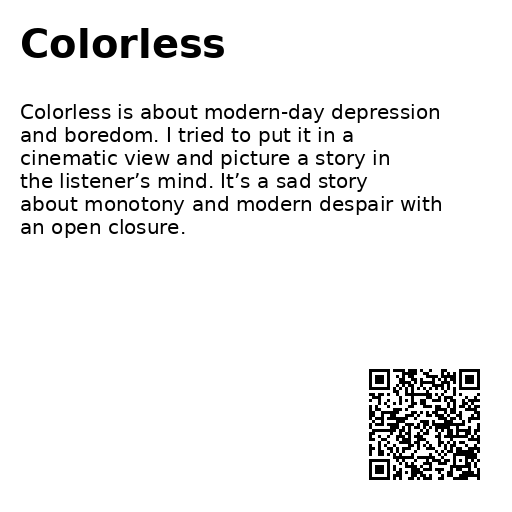 Colorless
Colorless is about modern-day depression
and boredom. I tried to put it in a
cinematic view and picture a story in
the listener’s mind. It’s a sad story
about monotony and modern despair with
an open closure.